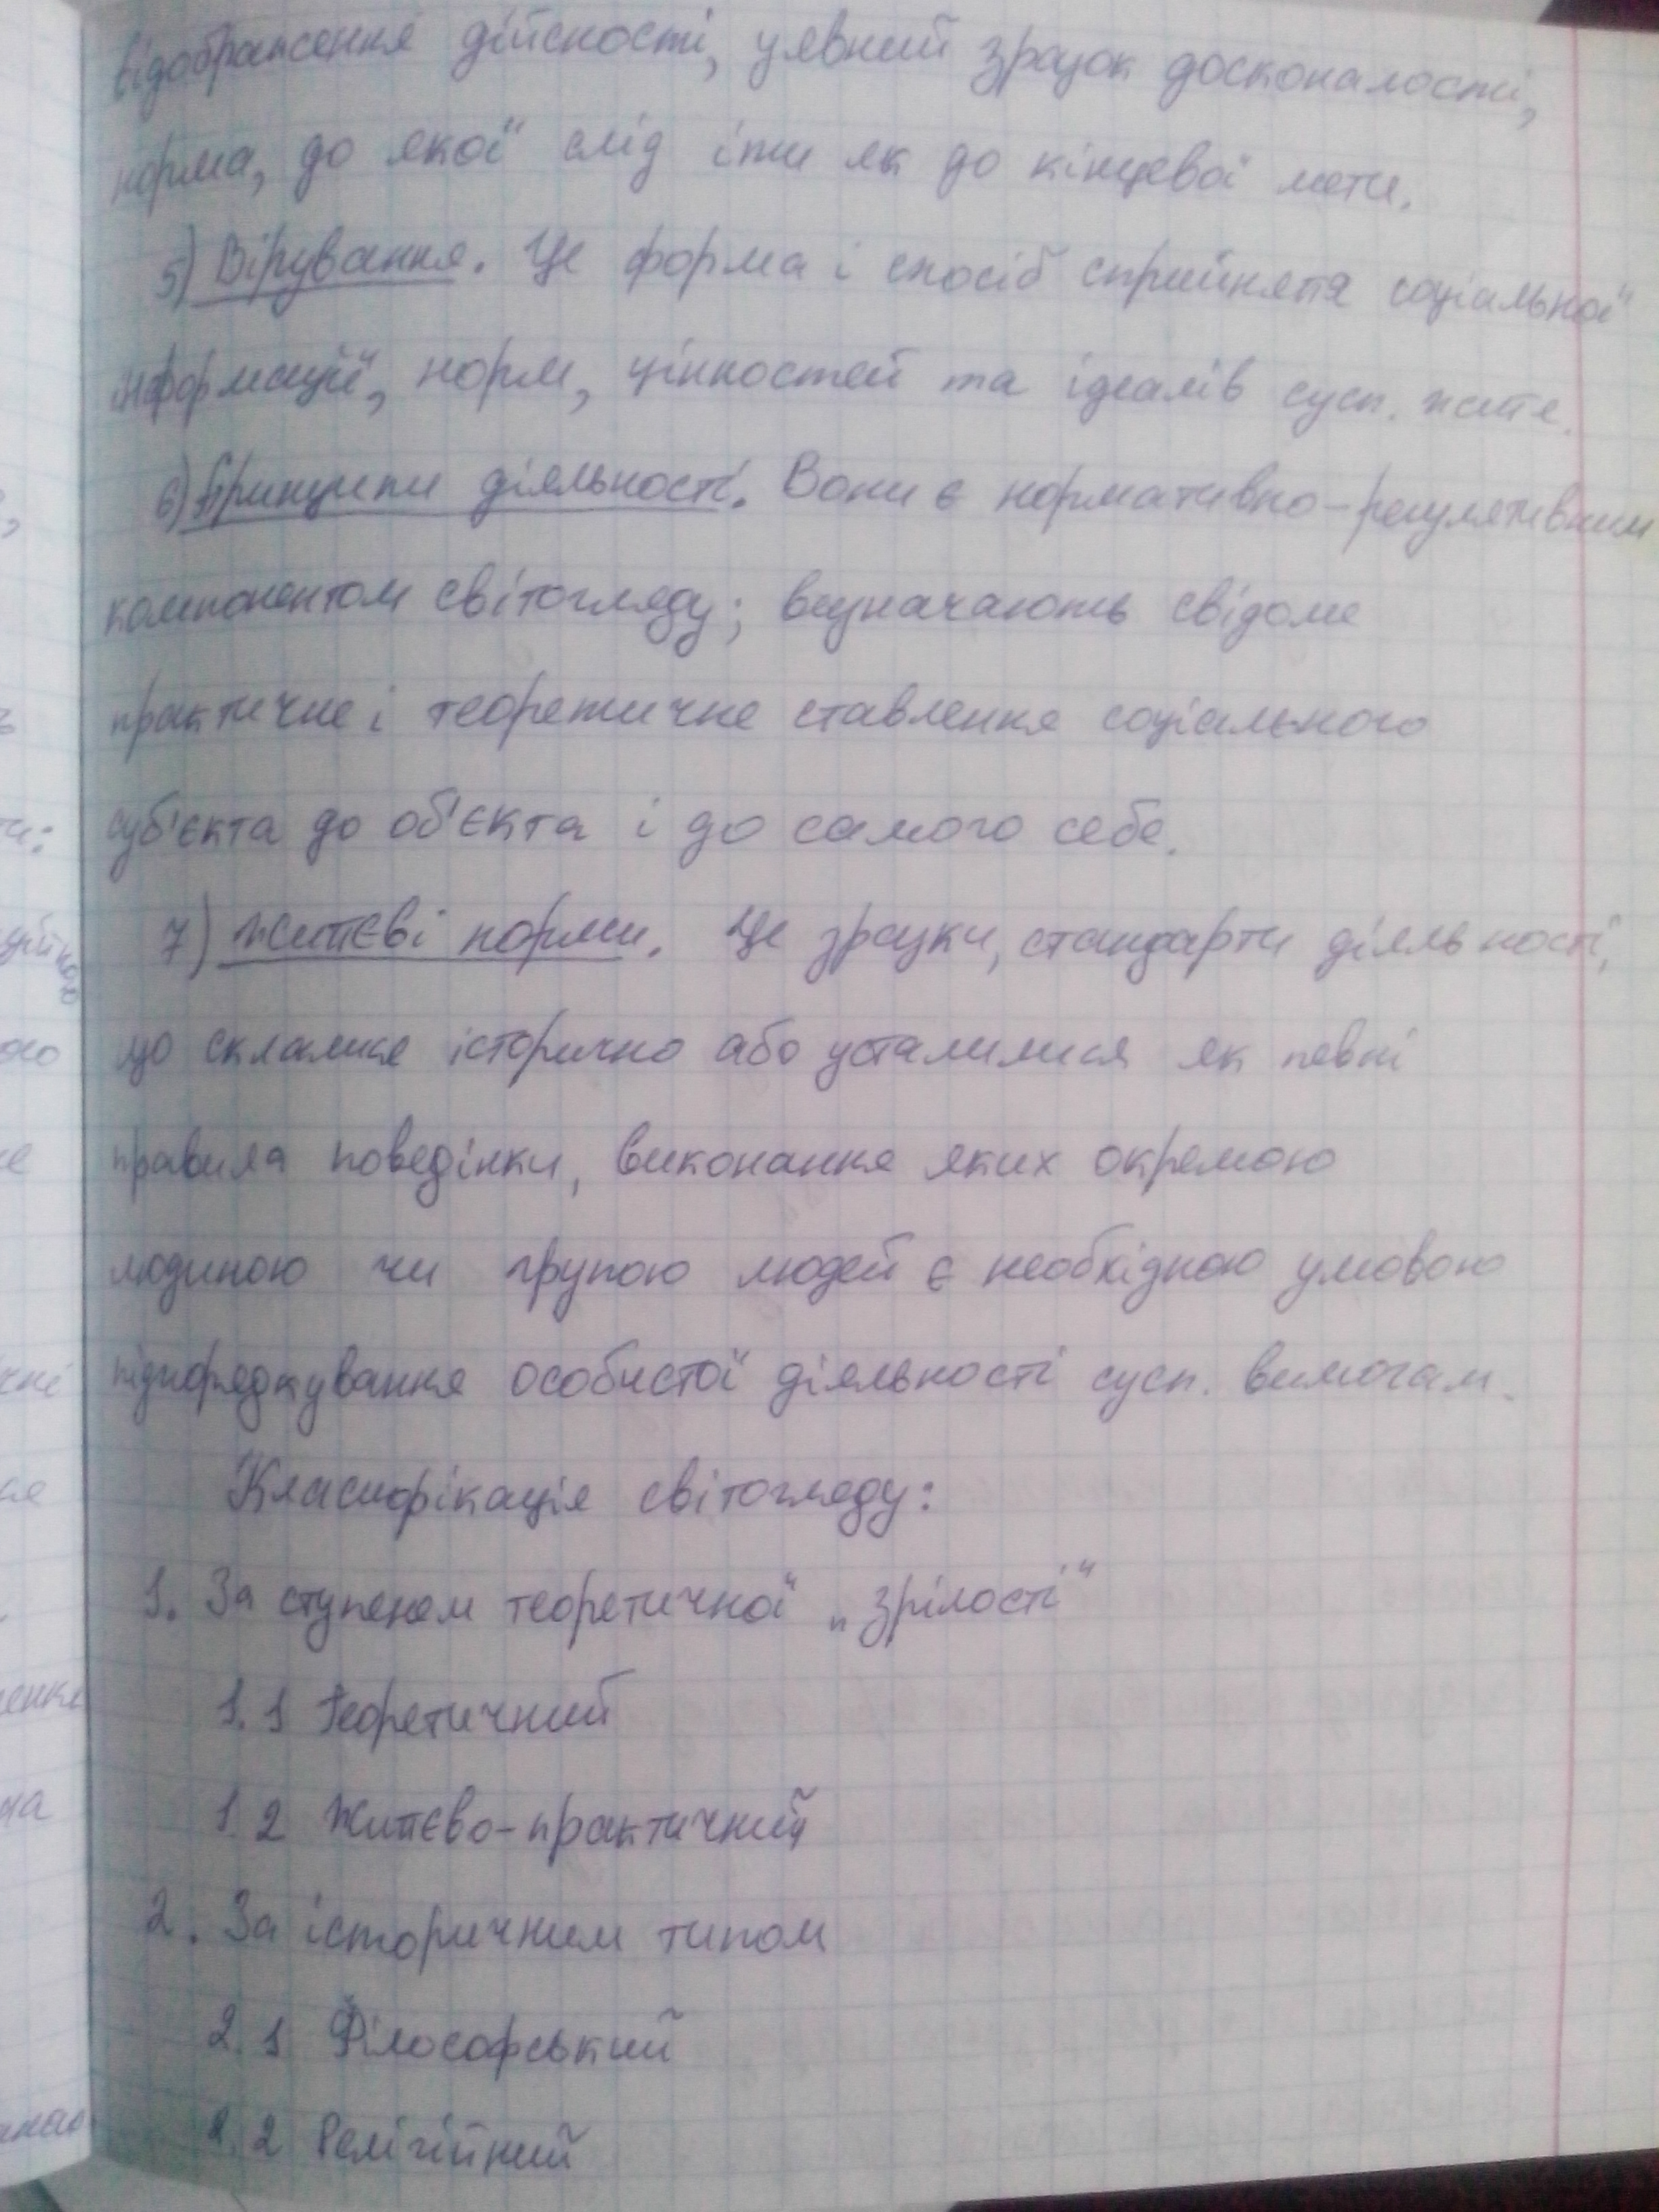 відображення дійсності, уявний зразок досконалості,
норма, до якої слід іти як до кінцевої мети.
5) Вірування. Це форма і спосіб сприйняття соціальної
інформації, норм, цінностей та ідеалів сусп. життя.
6) Принципи діяльності. Вони є нормативно-регулятивним
компонентом світогляду; визначають свідоме
практичне і теоретичне ставлення соціального
суб'єкта до об'єкта і до самого себе.
7) Життєві норми. Це зразки, стандарти діяльності,
що склалися історично або усталилися як певні
правила поведінки, виконання яких окремою
людиною чи групою людей є необхідною умовою
підпорядкування особистої діяльності сусп. вимогам.
Класифікація світогляду:
1. За ступенем теоретичної „зрілості"
1.1 Теоретичний
1.2 Життєво-практичний
2. За історичним типом
2.1 Філософський
2.2 Релігійний